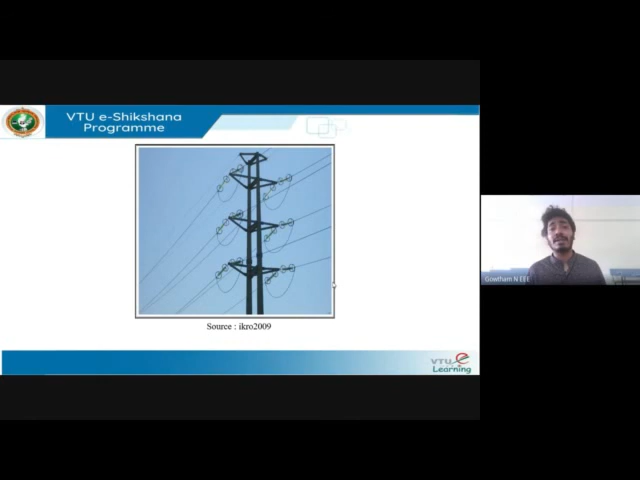 VTU e-Shikshana
Programme
Source : ikro2009
VTU e
Learning
Gowtham N EEE